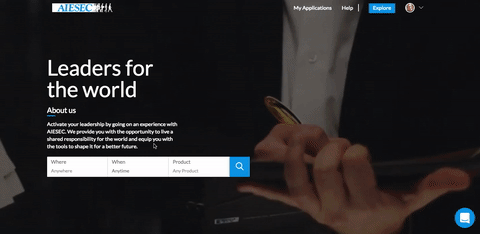 AIESEC
My Applications Help Explore
Leaders for
the world
About us
Activate your leadership by going on an experience with
AIESEC. We provide you with the opportunity to live a
shared responsibility for the world and equip you with
the tools to shape it for a better future.
Where When Product
Anywhere Anytime Any Product